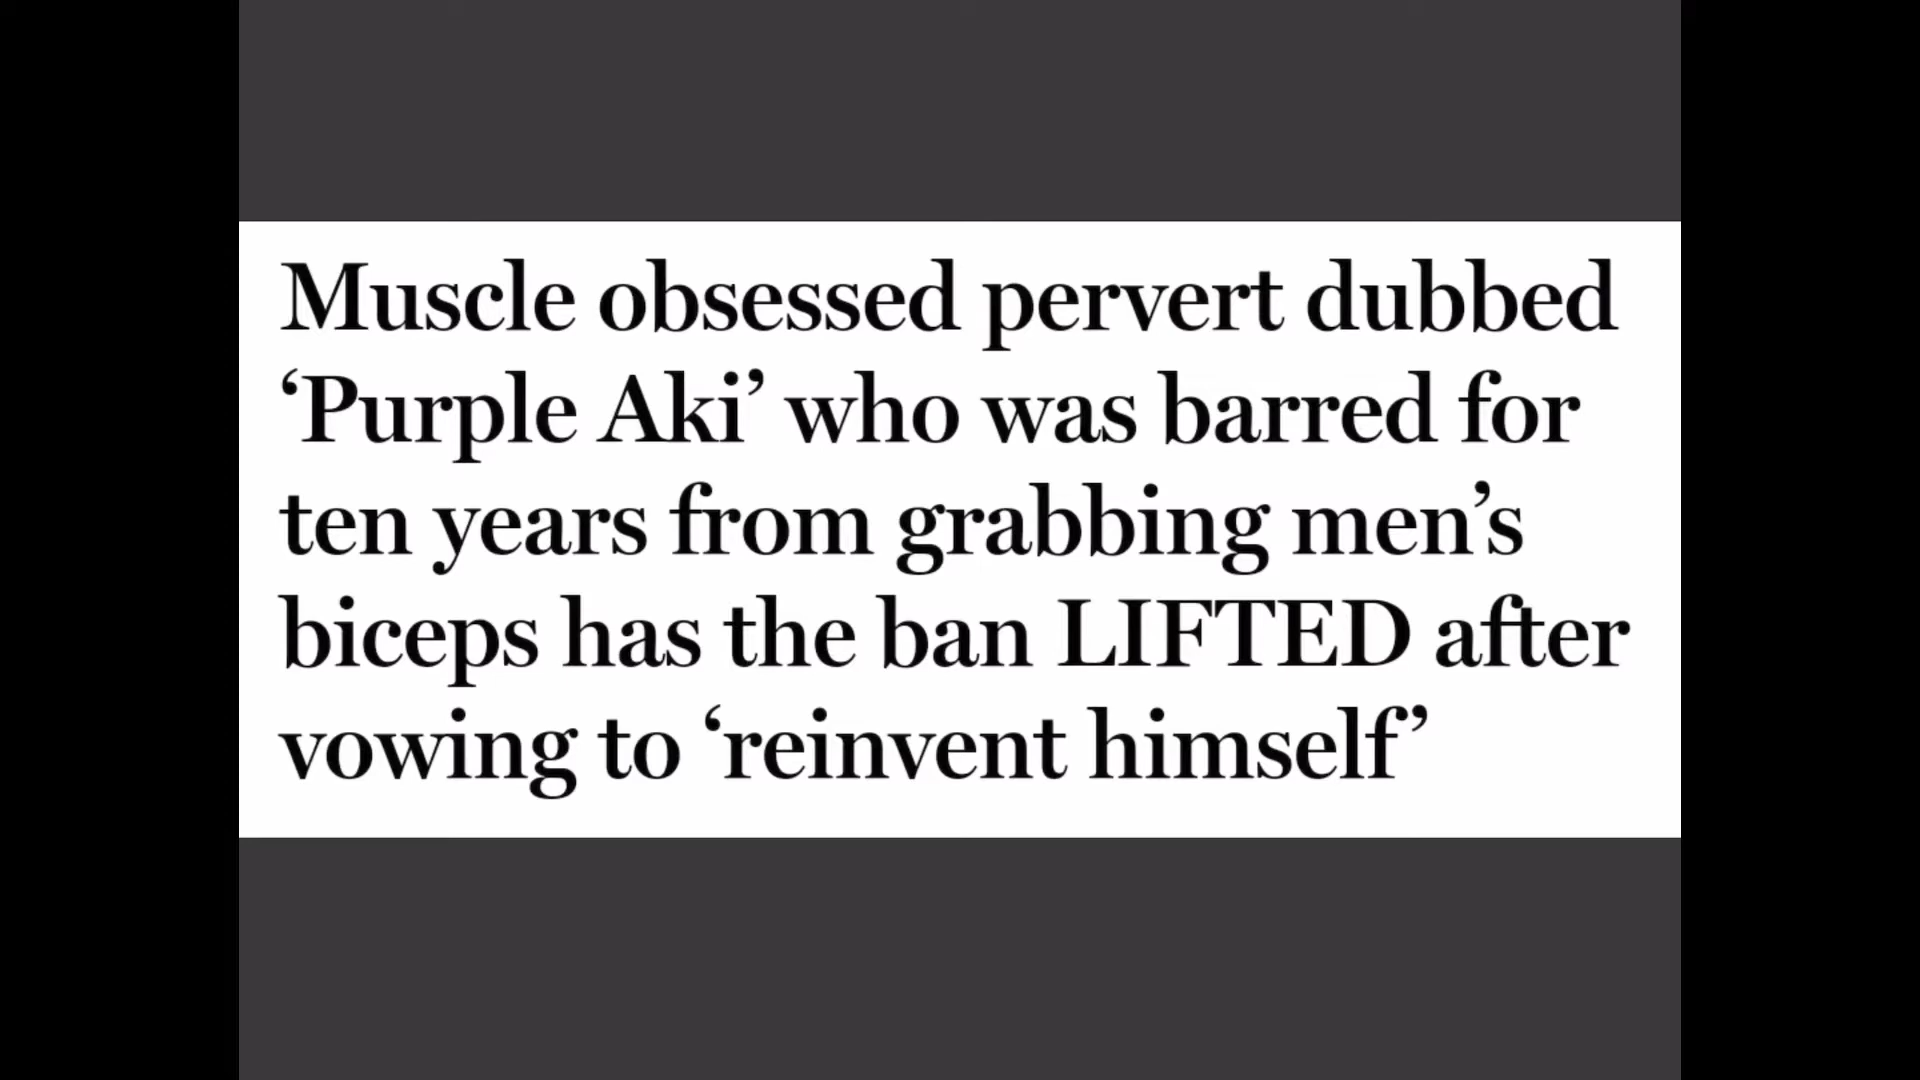 Muscle obsessed pervert dubbed
‘Purple Aki’ who was barred for
ten years from grabbing men’s
biceps has the ban LIFTED after
vowing to ‘reinvent himself’